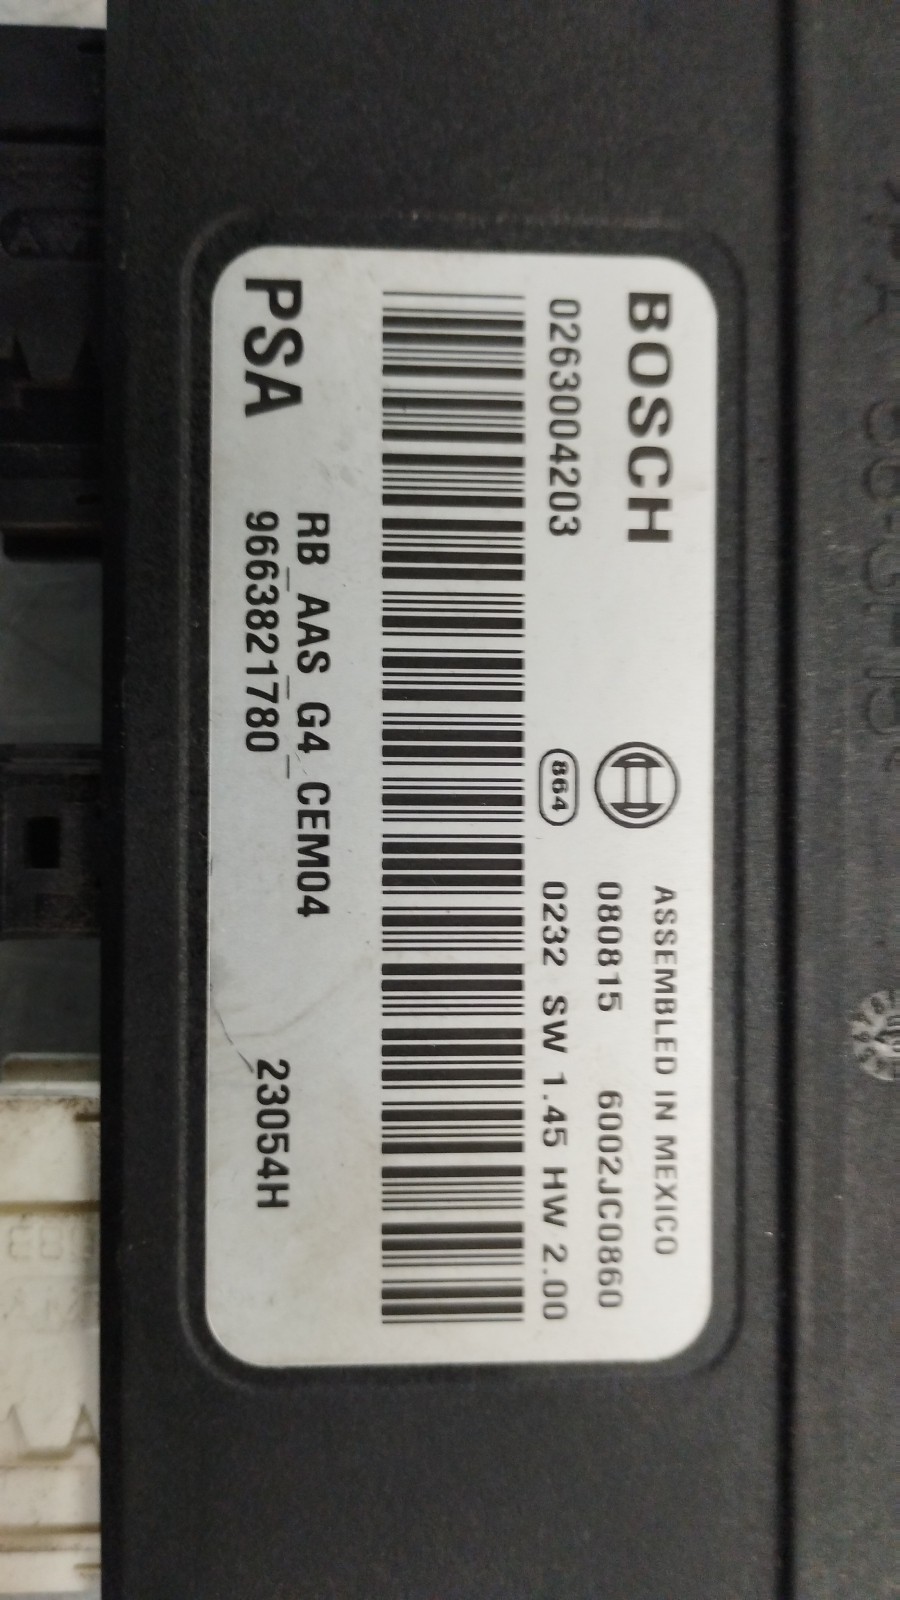 BOSCH
ASSEMBLED IN MEXICO
080815 6002JC0860
0263004203
864
0232 SW 1.45 HW 2.00
RB_AAS_G4_CEM04
PSA 9663821780 23054H